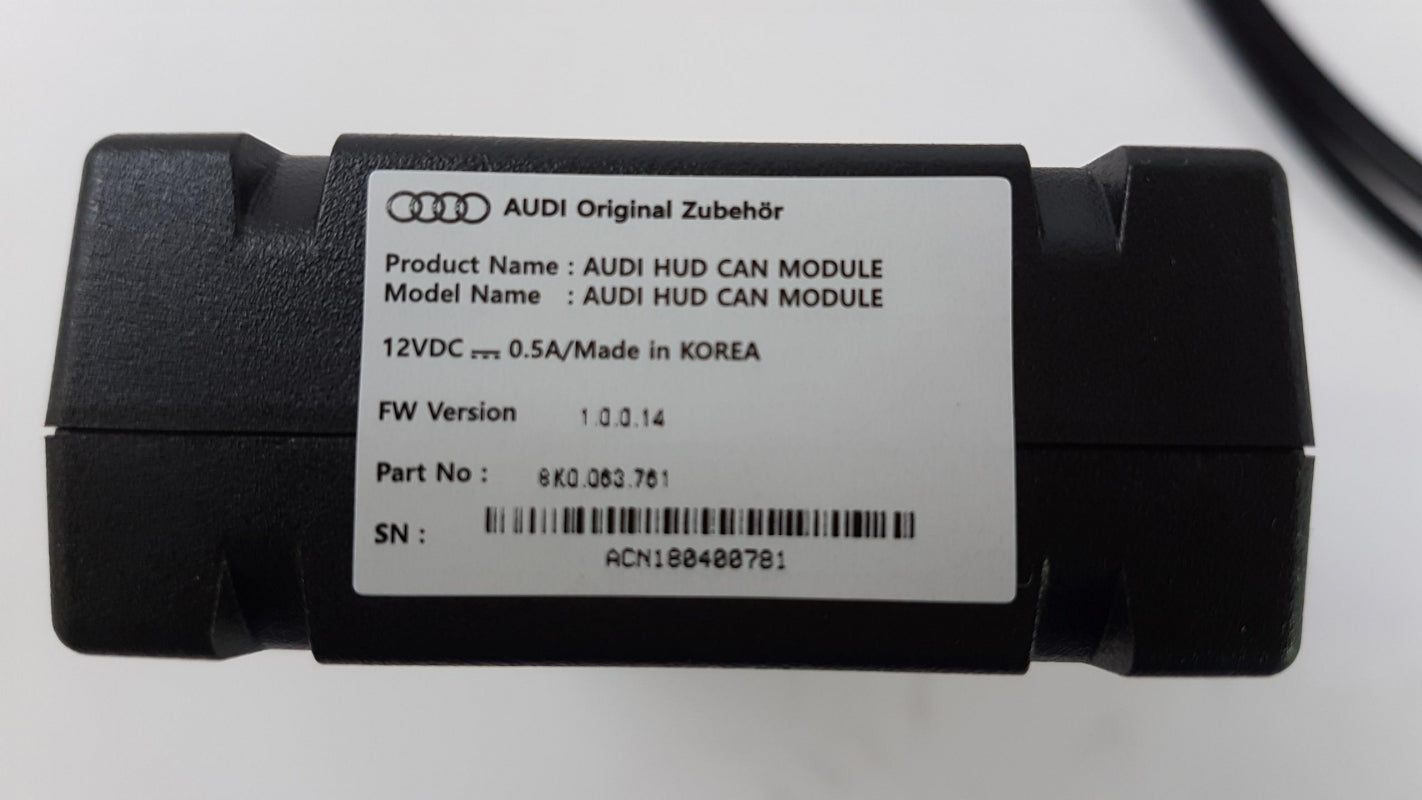 AUDI Original Zubehör
Product Name : AUDI HUD CAN MODULE
Model Name : AUDI HUD CAN MODULE
12VDC ⎓ 0.5A/Made in KOREA
FW Version 1.0.0.14
Part No : 8K0.063.761
SN :
ACN180400781